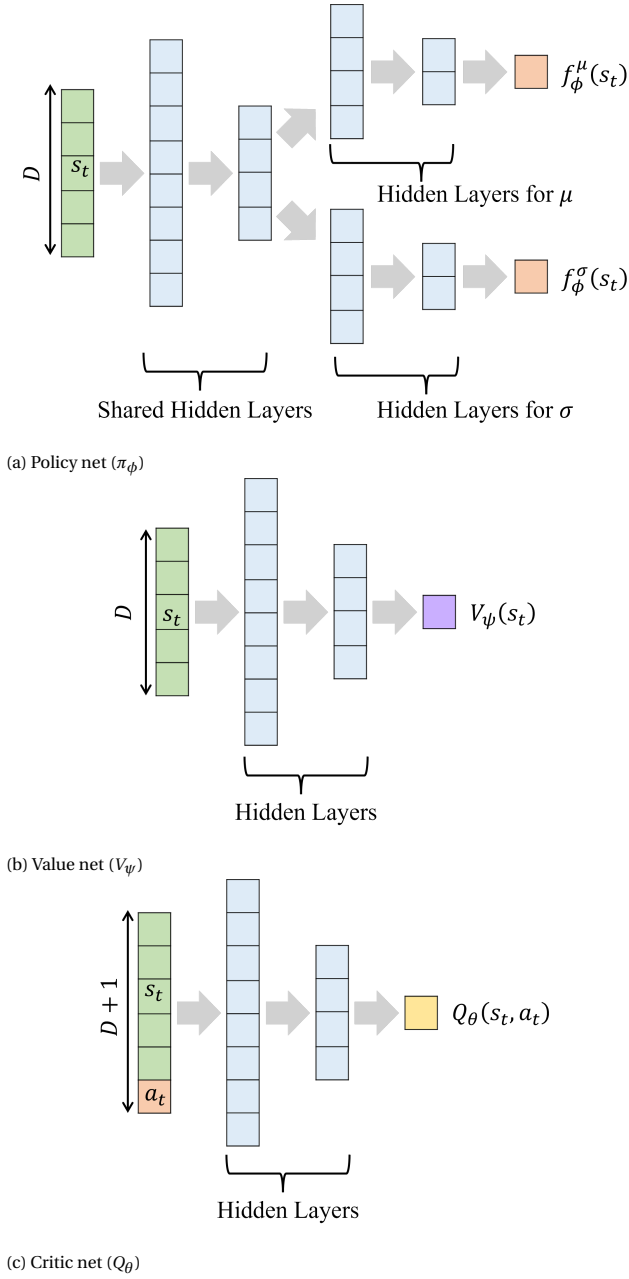 D
s_t
f_ϕ^μ(s_t)
Hidden Layers for μ
f_ϕ^σ(s_t)
Shared Hidden Layers
Hidden Layers for σ
(a) Policy net (π_ϕ)
D
s_t
V_ψ(s_t)
Hidden Layers
(b) Value net (V_ψ)
D + 1
s_t
a_t
Q_θ(s_t, a_t)
Hidden Layers
(c) Critic net (Q_θ)